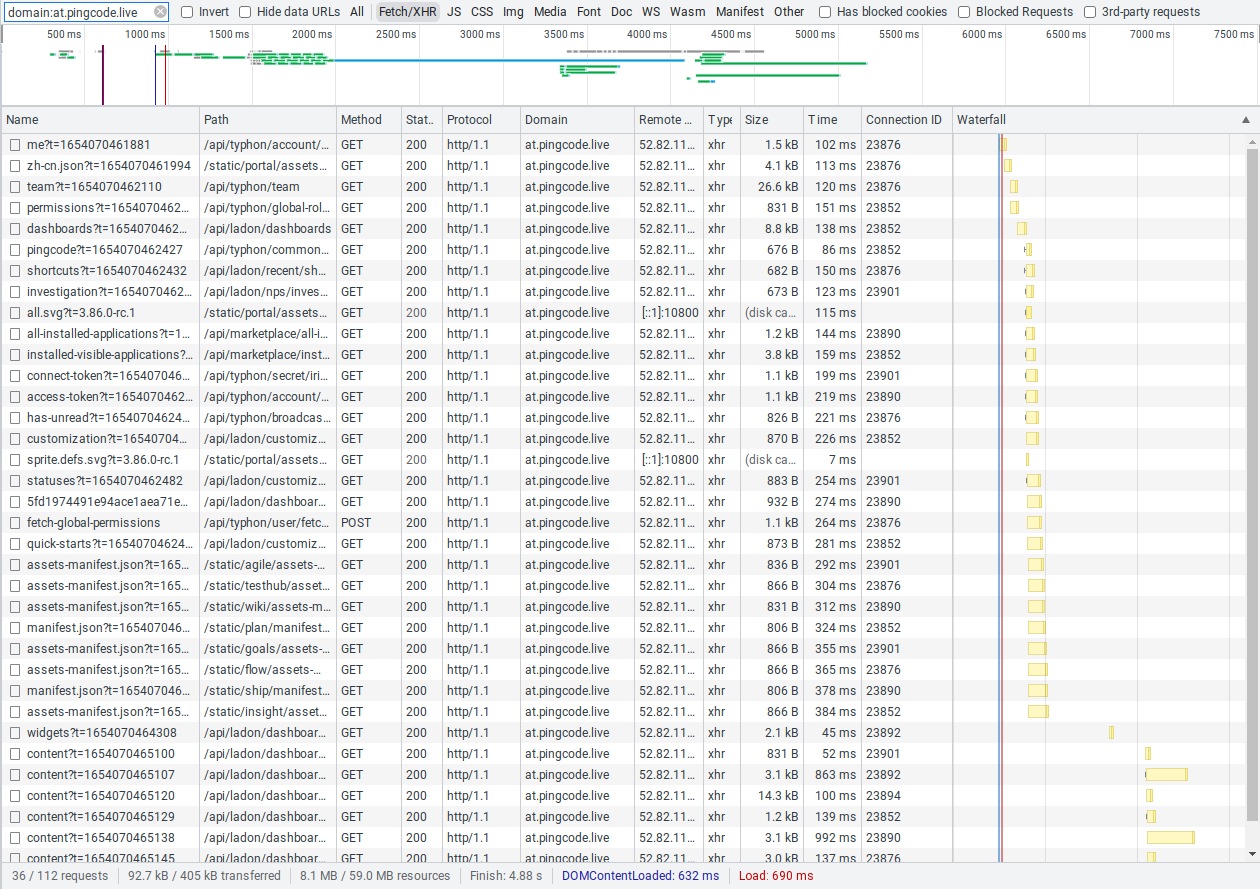 domain:at.pingcode.live Invert Hide data URLs All Fetch/XHR JS CSS Img Media Font Doc WS Wasm Manifest Other Has blocked cookies Blocked Requests 3rd-party requests
500 ms 1000 ms 1500 ms 2000 ms 2500 ms 3000 ms 3500 ms 4000 ms 4500 ms 5000 ms 5500 ms 6000 ms 6500 ms 7000 ms 7500 ms
Name Path Method Stat.. Protocol Domain Remote ... Type Size Time Connection ID Waterfall
me?t=1654070461881 /api/typhon/account/... GET 200 http/1.1 at.pingcode.live 52.82.11... xhr 1.5 kB 102 ms 23876
zh-cn.json?t=1654070461994 /static/portal/assets... GET 200 http/1.1 at.pingcode.live 52.82.11... xhr 4.1 kB 113 ms 23876
team?t=1654070462110 /api/typhon/team GET 200 http/1.1 at.pingcode.live 52.82.11... xhr 26.6 kB 120 ms 23876
permissions?t=1654070462... /api/typhon/global-rol... GET 200 http/1.1 at.pingcode.live 52.82.11... xhr 831 B 151 ms 23852
dashboards?t=1654070462... /api/ladon/dashboards GET 200 http/1.1 at.pingcode.live 52.82.11... xhr 8.8 kB 138 ms 23852
pingcode?t=1654070462427 /api/typhon/common... GET 200 http/1.1 at.pingcode.live 52.82.11... xhr 676 B 86 ms 23852
shortcuts?t=1654070462432 /api/ladon/recent/sh... GET 200 http/1.1 at.pingcode.live 52.82.11... xhr 682 B 150 ms 23876
investigation?t=1654070462... /api/ladon/nps/inves... GET 200 http/1.1 at.pingcode.live 52.82.11... xhr 673 B 123 ms 23901
all.svg?t=3.86.0-rc.1 /static/portal/assets... GET 200 http/1.1 at.pingcode.live [::1]:10800 xhr (disk ca... 115 ms
all-installed-applications?t=1... /api/marketplace/all-i... GET 200 http/1.1 at.pingcode.live 52.82.11... xhr 1.2 kB 144 ms 23890
installed-visible-applications?... /api/marketplace/inst... GET 200 http/1.1 at.pingcode.live 52.82.11... xhr 3.8 kB 159 ms 23852
connect-token?t=165407046... /api/typhon/secret/iri... GET 200 http/1.1 at.pingcode.live 52.82.11... xhr 1.1 kB 199 ms 23901
access-token?t=1654070462... /api/typhon/account/... GET 200 http/1.1 at.pingcode.live 52.82.11... xhr 1.1 kB 219 ms 23890
has-unread?t=16540704624... /api/typhon/broadcas... GET 200 http/1.1 at.pingcode.live 52.82.11... xhr 826 B 221 ms 23876
customization?t=16540704... /api/ladon/customiz... GET 200 http/1.1 at.pingcode.live 52.82.11... xhr 870 B 226 ms 23852
sprite.defs.svg?t=3.86.0-rc.1 /static/portal/assets... GET 200 http/1.1 at.pingcode.live [::1]:10800 xhr (disk ca... 7 ms
statuses?t=1654070462482 /api/ladon/customiz... GET 200 http/1.1 at.pingcode.live 52.82.11... xhr 883 B 254 ms 23901
5fd1974491e94ace1aea71e... /api/ladon/dashboar... GET 200 http/1.1 at.pingcode.live 52.82.11... xhr 932 B 274 ms 23890
fetch-global-permissions /api/typhon/user/fetc... POST 200 http/1.1 at.pingcode.live 52.82.11... xhr 1.1 kB 264 ms 23876
quick-starts?t=16540704624... /api/ladon/customiz... GET 200 http/1.1 at.pingcode.live 52.82.11... xhr 873 B 281 ms 23852
assets-manifest.json?t=165... /static/agile/assets-... GET 200 http/1.1 at.pingcode.live 52.82.11... xhr 836 B 292 ms 23901
assets-manifest.json?t=165... /static/testhub/asset... GET 200 http/1.1 at.pingcode.live 52.82.11... xhr 866 B 304 ms 23876
assets-manifest.json?t=165... /static/wiki/assets-m... GET 200 http/1.1 at.pingcode.live 52.82.11... xhr 831 B 312 ms 23890
manifest.json?t=165407046... /static/plan/manifest... GET 200 http/1.1 at.pingcode.live 52.82.11... xhr 806 B 324 ms 23852
assets-manifest.json?t=165... /static/goals/assets-... GET 200 http/1.1 at.pingcode.live 52.82.11... xhr 866 B 355 ms 23901
assets-manifest.json?t=165... /static/flow/assets-... GET 200 http/1.1 at.pingcode.live 52.82.11... xhr 866 B 365 ms 23876
manifest.json?t=165407046... /static/ship/manifest... GET 200 http/1.1 at.pingcode.live 52.82.11... xhr 806 B 378 ms 23890
assets-manifest.json?t=165... /static/insight/asset... GET 200 http/1.1 at.pingcode.live 52.82.11... xhr 866 B 384 ms 23852
widgets?t=1654070464308 /api/ladon/dashboar... GET 200 http/1.1 at.pingcode.live 52.82.11... xhr 2.1 kB 45 ms 23892
content?t=1654070465100 /api/ladon/dashboar... GET 200 http/1.1 at.pingcode.live 52.82.11... xhr 831 B 52 ms 23901
content?t=1654070465107 /api/ladon/dashboar... GET 200 http/1.1 at.pingcode.live 52.82.11... xhr 3.1 kB 863 ms 23892
content?t=1654070465120 /api/ladon/dashboar... GET 200 http/1.1 at.pingcode.live 52.82.11... xhr 14.3 kB 100 ms 23894
content?t=1654070465129 /api/ladon/dashboar... GET 200 http/1.1 at.pingcode.live 52.82.11... xhr 1.2 kB 139 ms 23852
content?t=1654070465138 /api/ladon/dashboar... GET 200 http/1.1 at.pingcode.live 52.82.11... xhr 3.1 kB 992 ms 23890
content?t=1654070465145 /api/ladon/dashboar... GET 200 http/1.1 at.pingcode.live 52.82.11... xhr 3.0 kB 137 ms 23876
36 / 112 requests 92.7 kB / 405 kB transferred 8.1 MB / 59.0 MB resources Finish: 4.88 s DOMContentLoaded: 632 ms Load: 690 ms